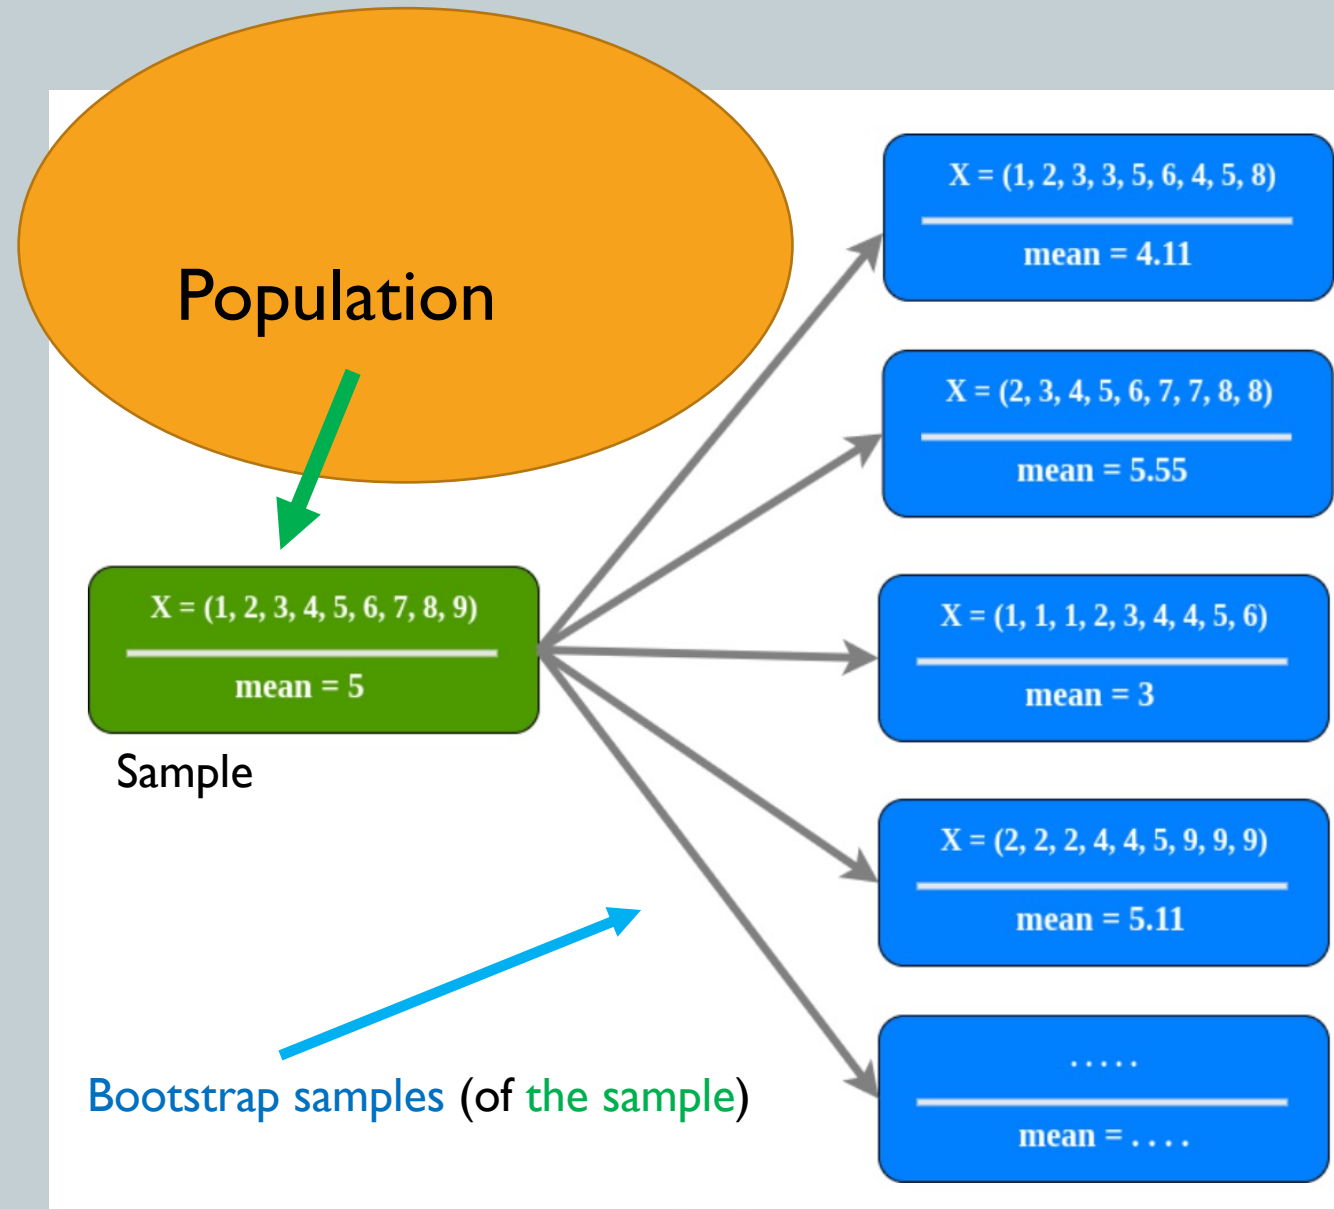 Population
X = (1, 2, 3, 4, 5, 6, 7, 8, 9)
mean = 5
Sample
Bootstrap samples (of the sample)
X = (1, 2, 3, 3, 5, 6, 4, 5, 8)
mean = 4.11
X = (2, 3, 4, 5, 6, 7, 7, 8, 8)
mean = 5.55
X = (1, 1, 1, 2, 3, 4, 4, 5, 6)
mean = 3
X = (2, 2, 2, 4, 4, 5, 9, 9, 9)
mean = 5.11
. . . . .
mean = . . . .